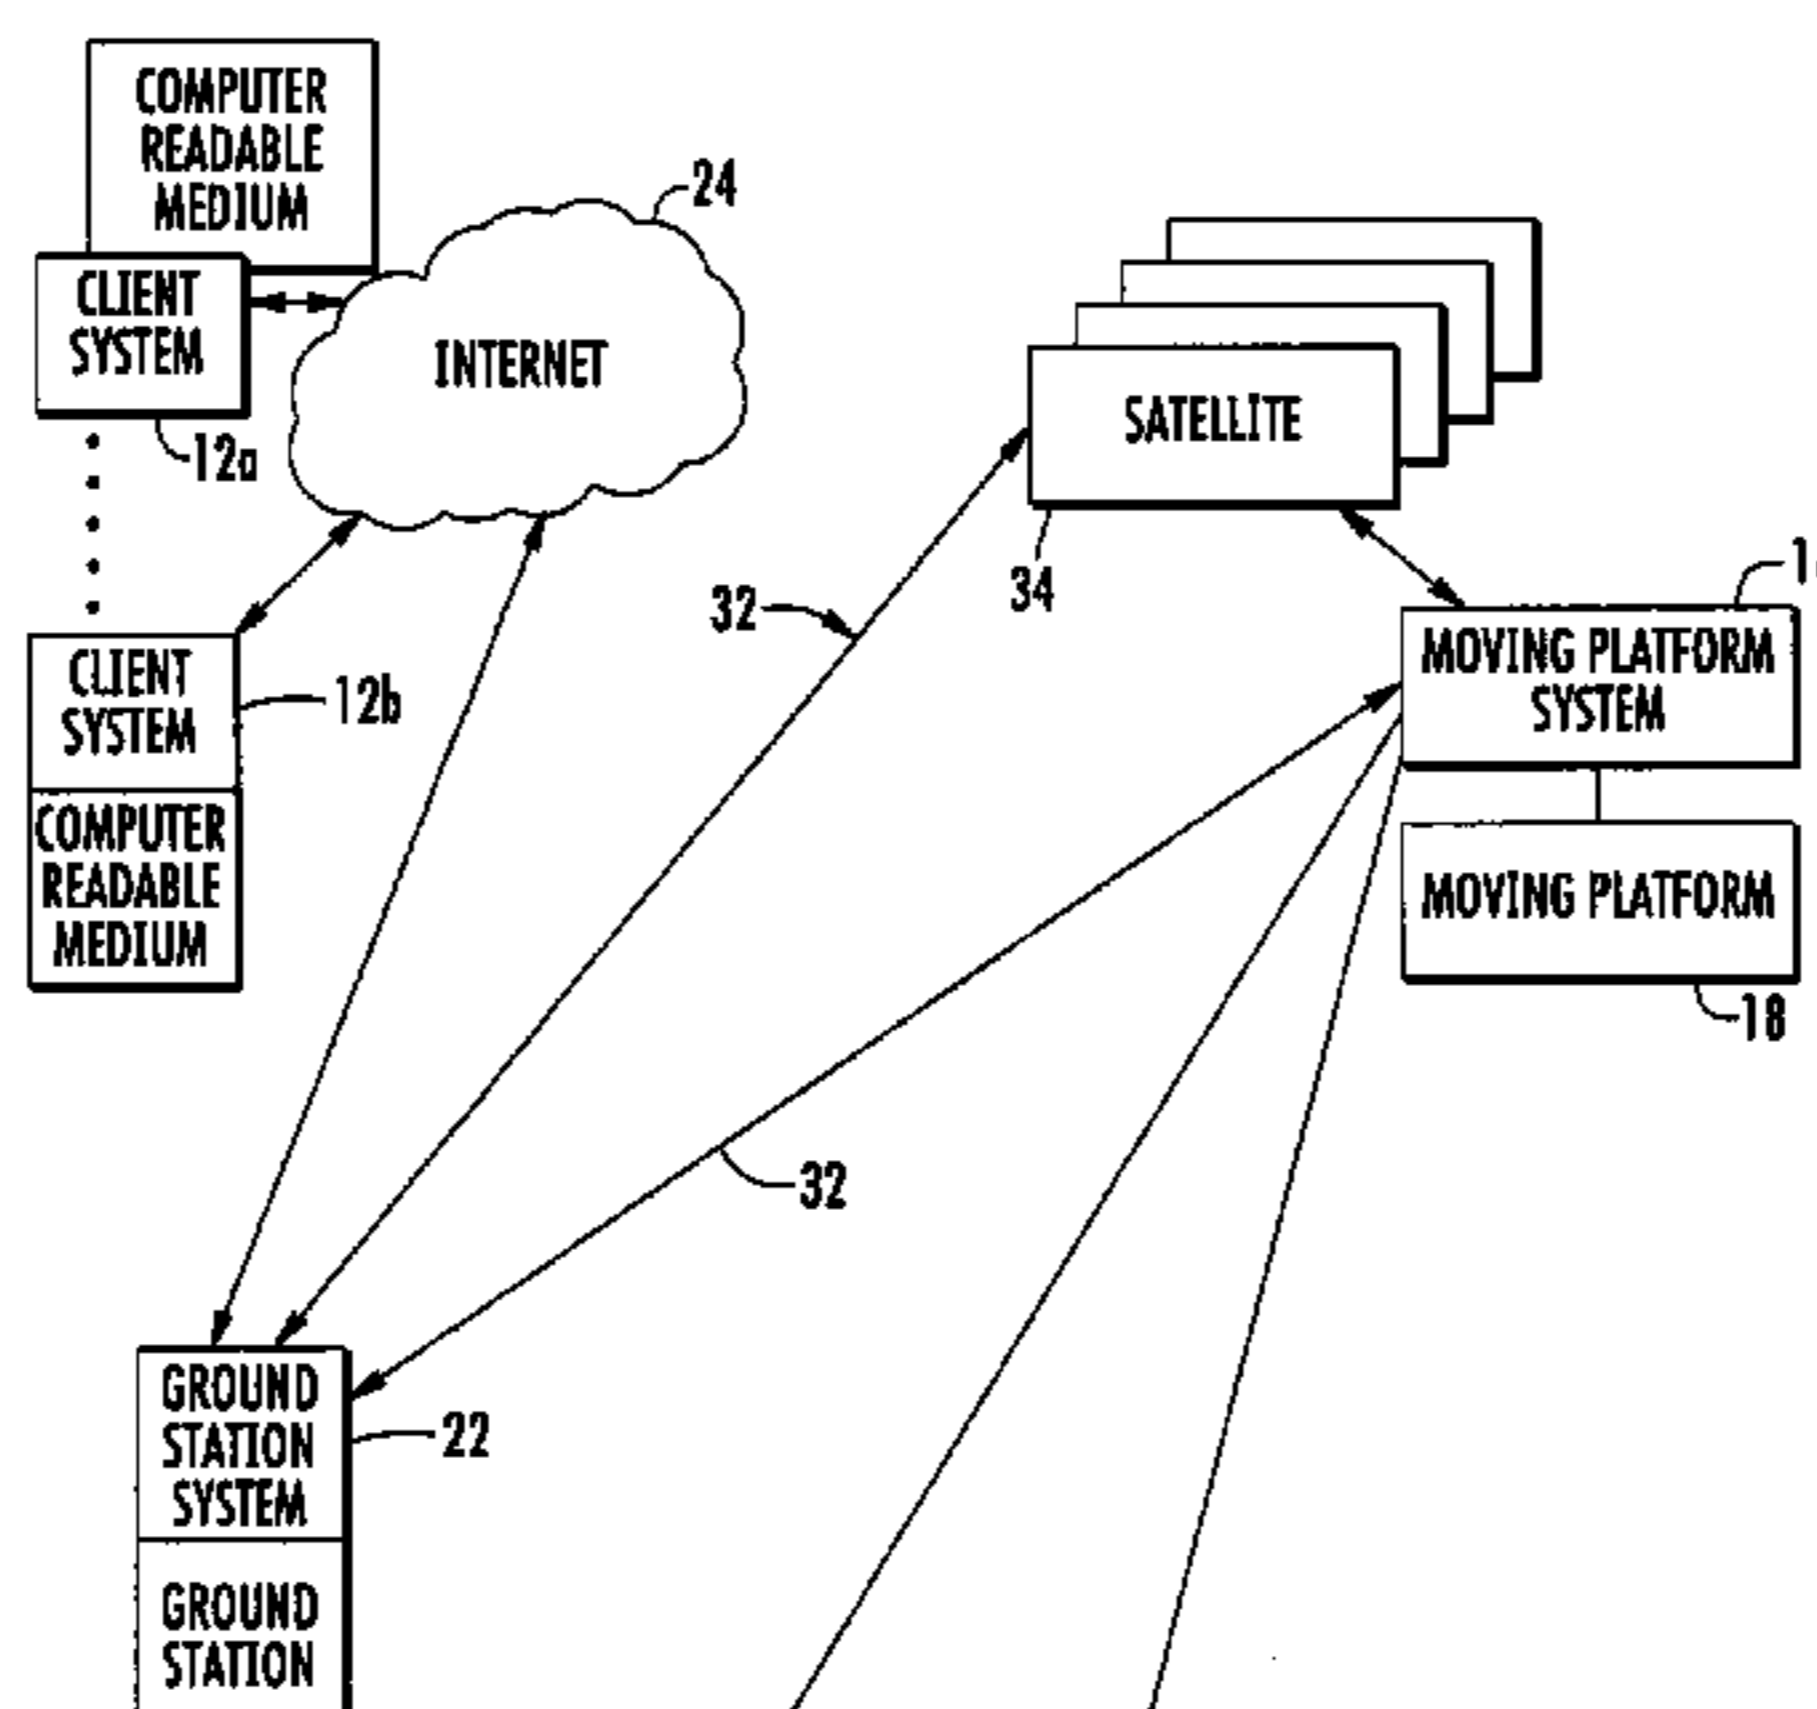 COMPUTER
READABLE
MEDIUM
24
CLIENT
SYSTEM
INTERNET
SATELLITE
12a
34
32
MOVING PLATFORM
SYSTEM
CLIENT
SYSTEM
12b
COMPUTER
READABLE
MEDIUM
MOVING PLATFORM
18
32
GROUND
STATION
SYSTEM
22
GROUND
STATION